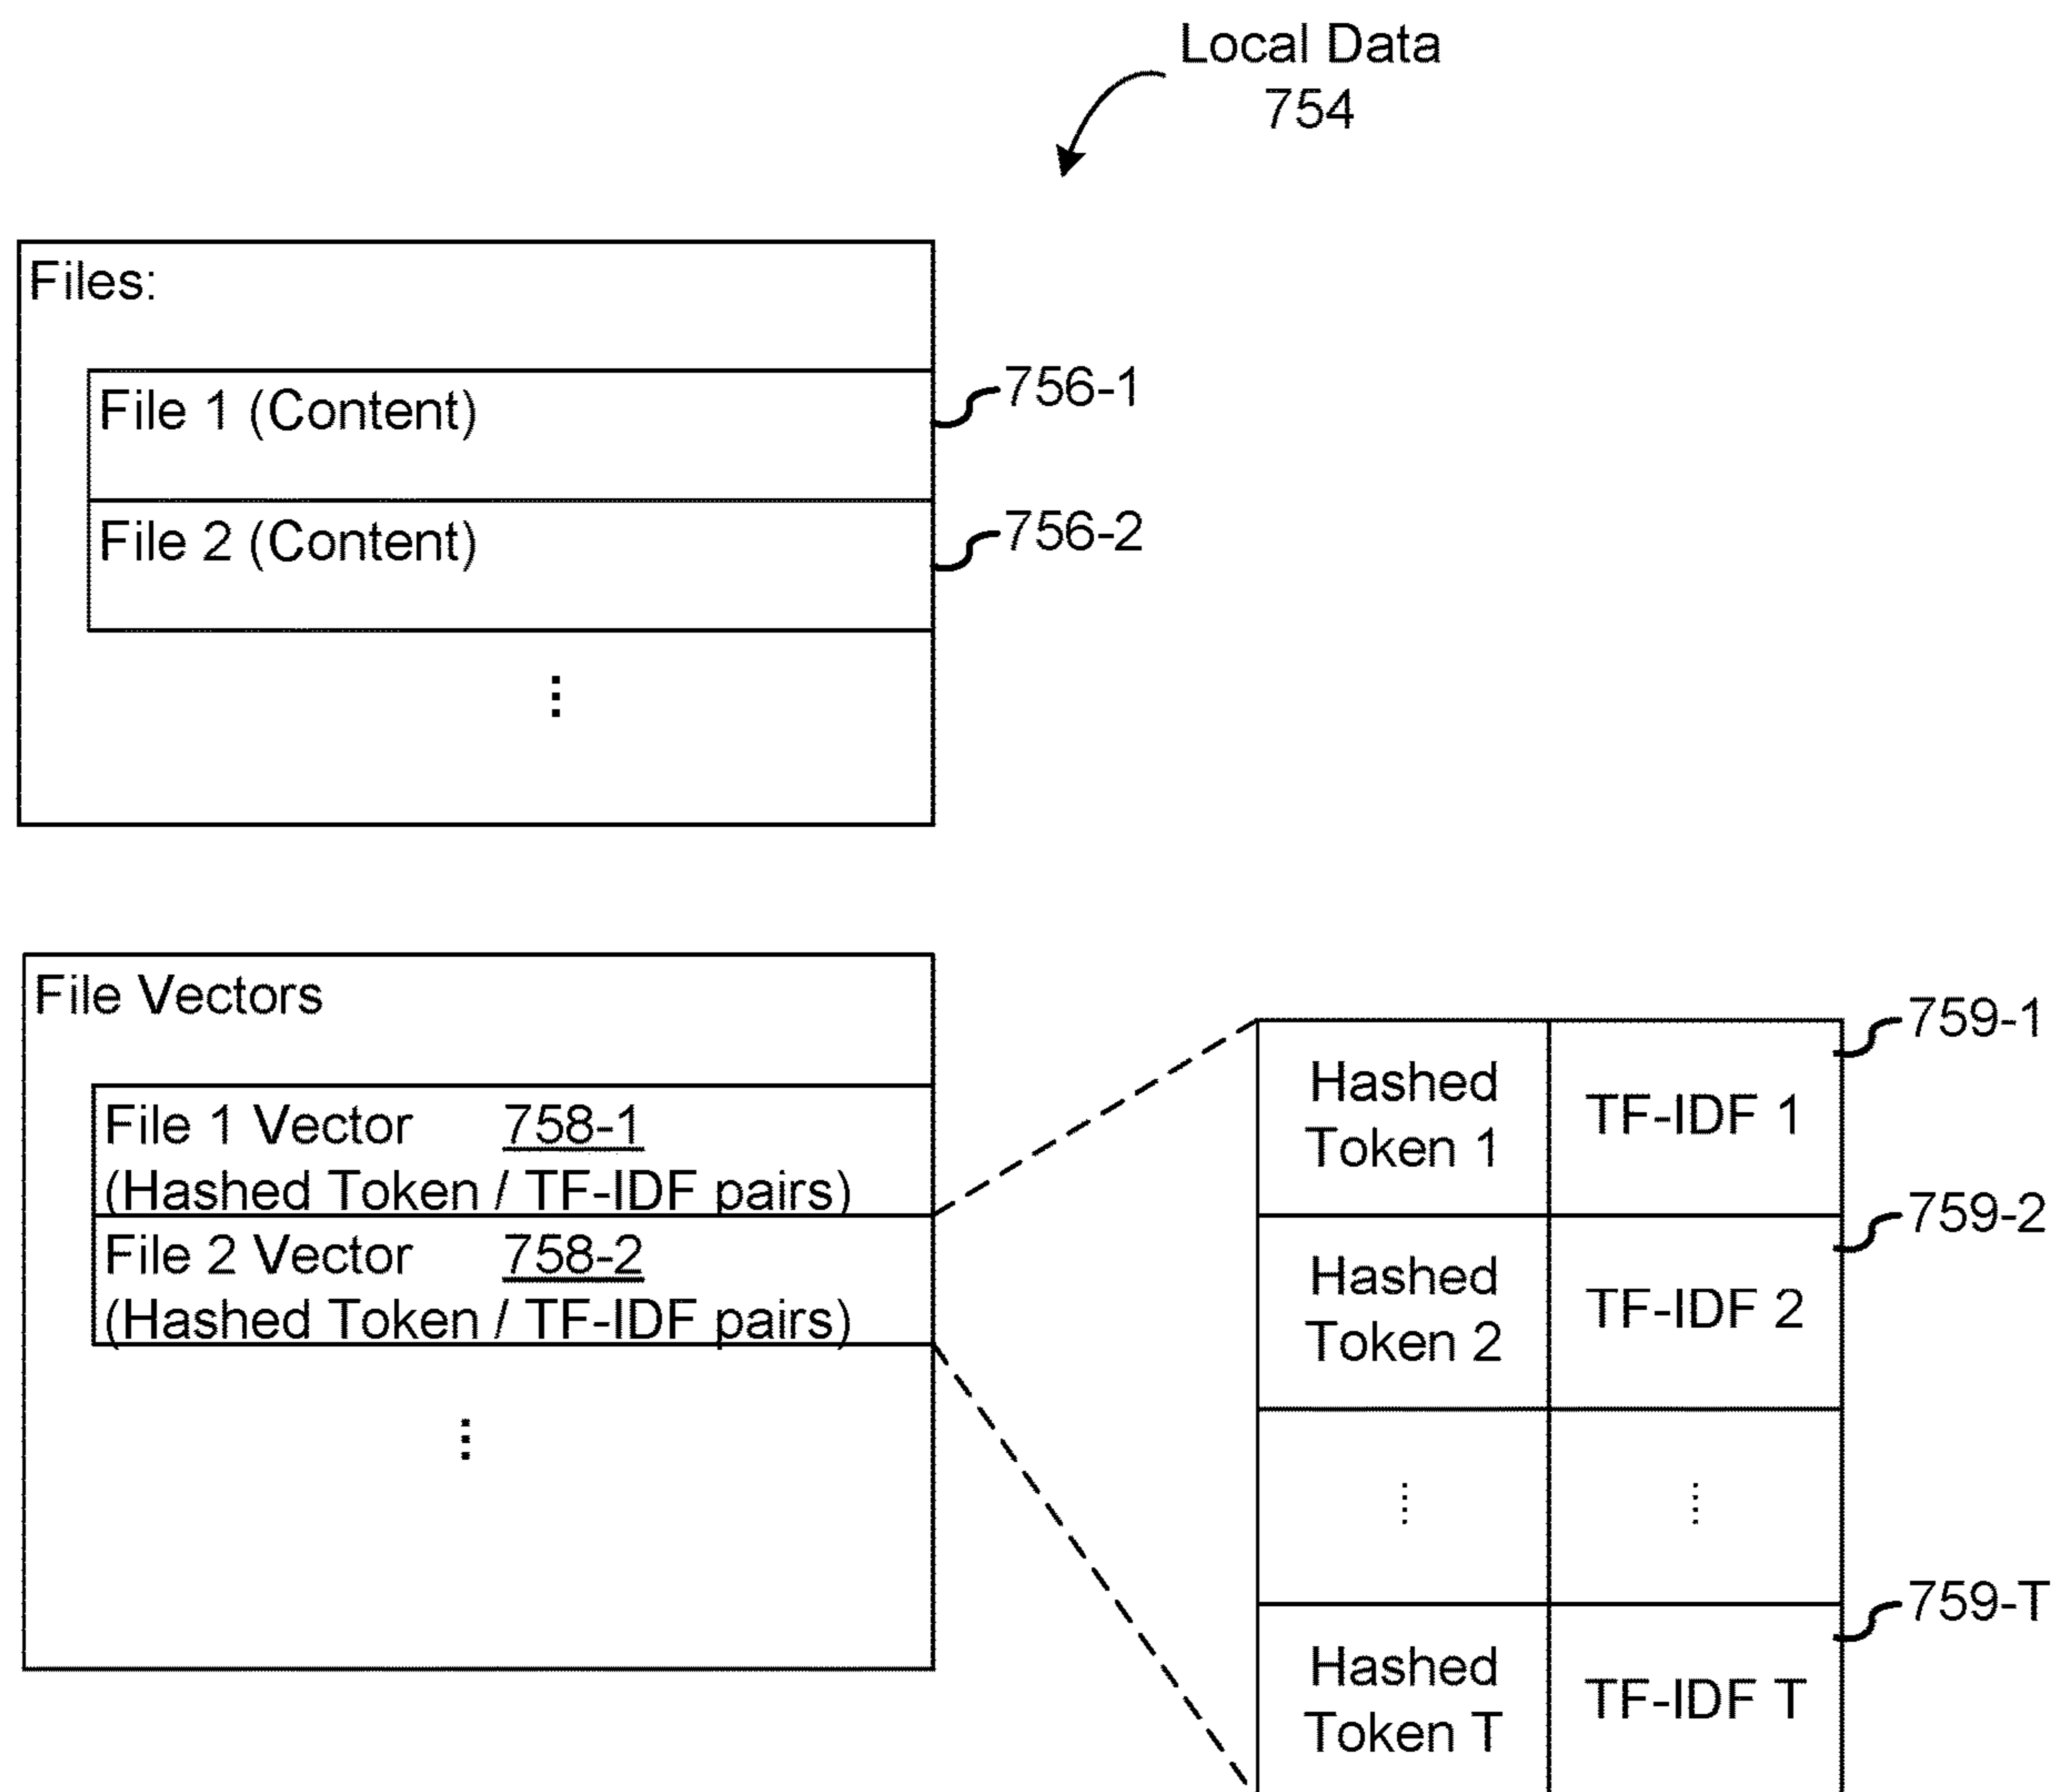 Local Data
754
Files:
File 1 (Content)
756-1
File 2 (Content)
756-2
⋮
File Vectors
File 1 Vector 758-1
(Hashed Token / TF-IDF pairs)
File 2 Vector 758-2
(Hashed Token / TF-IDF pairs)
⋮
759-1
Hashed
Token 1
TF-IDF 1
759-2
Hashed
Token 2
TF-IDF 2
⋮
⋮
759-T
Hashed
Token T
TF-IDF T